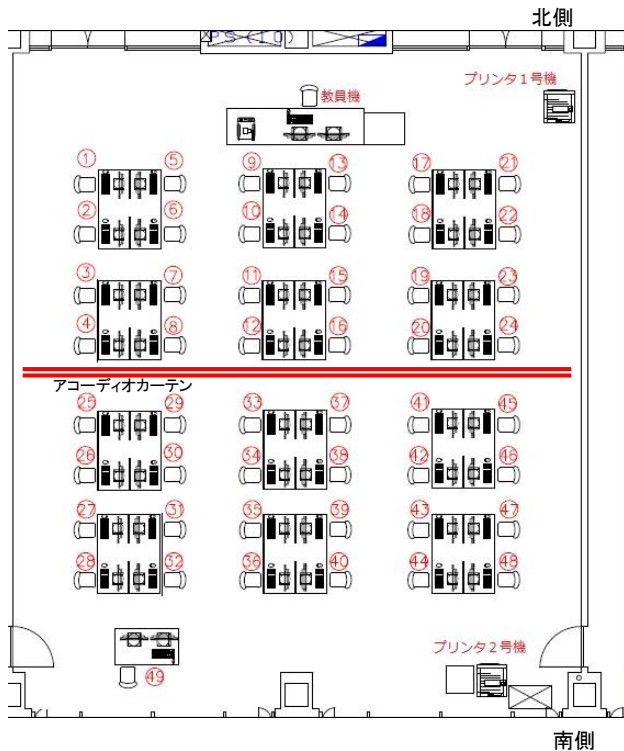 北側
PS(10)
プリンタ1号機
教員機
① ⑤ ⑨ ⑬ ⑰ ㉑
② ⑥ ⑩ ⑭ ⑱ ㉒
③ ⑦ ⑪ ⑮ ⑲ ㉓
④ ⑧ ⑫ ⑯ ⑳ ㉔
アコーディオカーテン
㉕ ㉙ ㉝ ㊲ ㊶ ㊺
㉖ ㉚ ㉞ ㊳ ㊷ ㊻
㉗ ㉛ ㉟ ㊴ ㊸ ㊼
㉘ ㉜ ㊱ ㊵ ㊹ ㊽
プリンタ2号機
㊾
南側